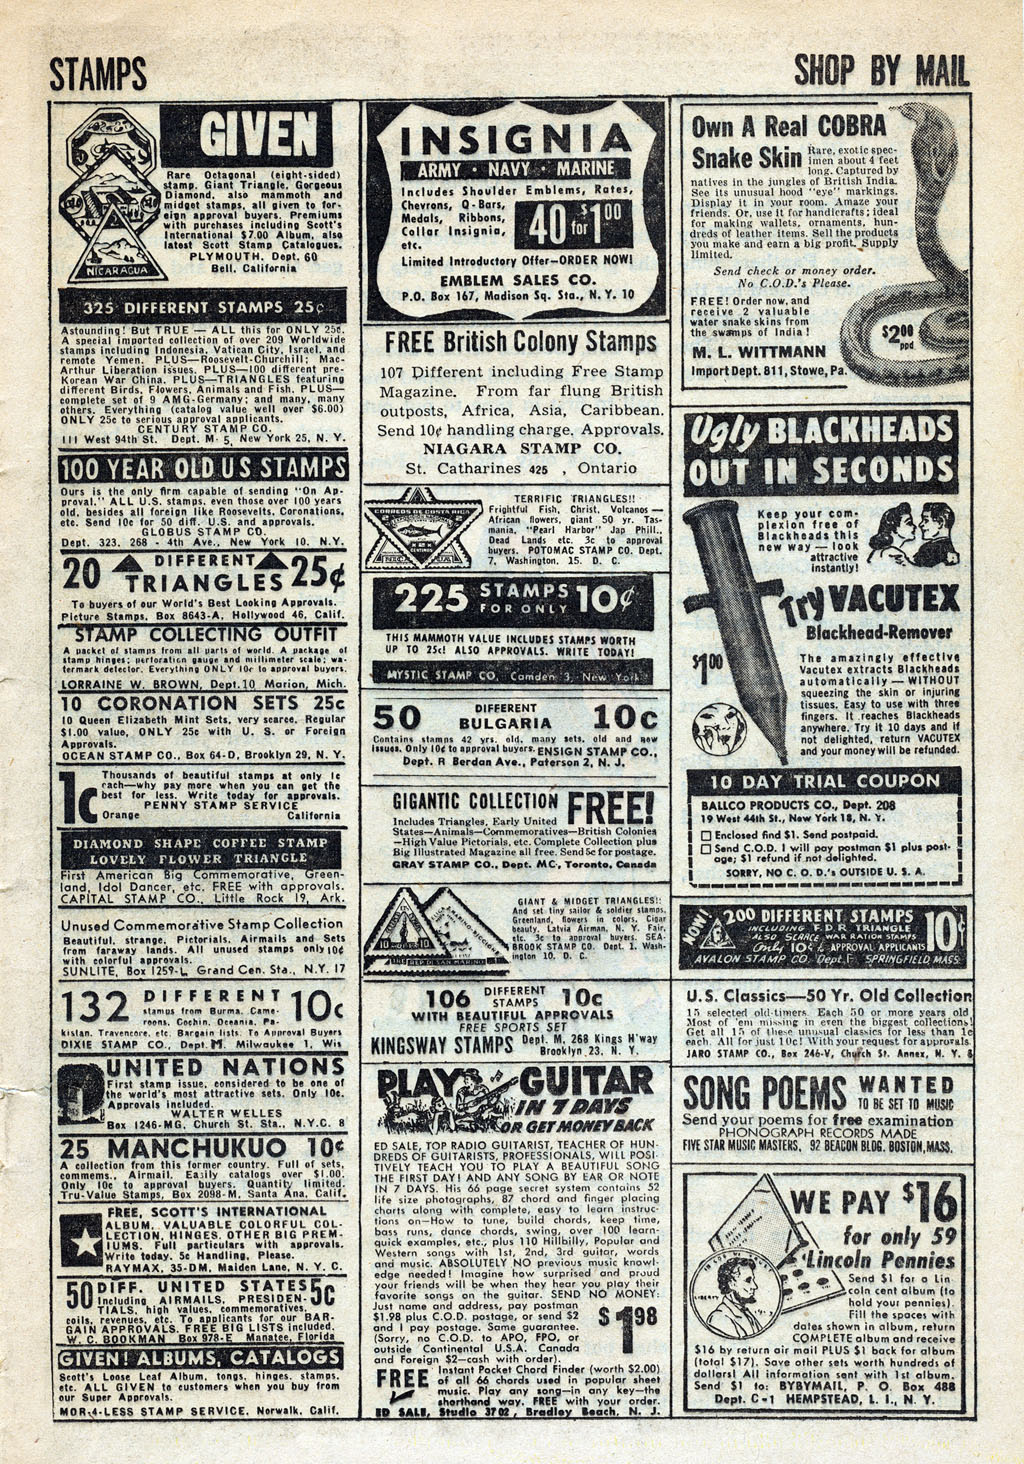 STAMPS
SHOP BY MAIL
GIVEN
Rare Octagonal (eight-sided)
stamp, Giant Triangle, Gorgeous
Diamond, also mammoth and
midget stamps, all given to for-
eign approval buyers. Premiums
with purchases including Scott's
International $7.00 Album, also
latest Scott Stamp Catalogues.
PLYMOUTH, Dept. 60
Bell, California
NICARAGUA
325 DIFFERENT STAMPS 25¢
Astounding! But TRUE — ALL this for ONLY 25¢.
A special imported collection of over 209 Worldwide
stamps including Indonesia, Vatican City, Israel, and
remote Yemen. PLUS—Roosevelt-Churchill; Mac-
Arthur Liberation issues. PLUS—100 different pre-
Korean War China. PLUS—TRIANGLES featuring
different Birds, Flowers, Animals and Fish. PLUS—
complete set of 9 AMG-Germany; and many, many
others. Everything (catalog value well over $6.00)
ONLY 25c to serious approval applicants.
CENTURY STAMP CO.
111 West 94th St. Dept. M-5, New York 25, N. Y.
100 YEAR OLD U S STAMPS
Ours is the only firm capable of sending "On Ap-
proval," ALL U.S. stamps, even those over 100 years
old, besides all foreign like Roosevelts, Coronations,
etc. Send 10c for 50 diff. U.S. and approvals.
GLOBUS STAMP CO.
Dept. 323, 268 - 4th Ave., New York 10, N.Y.
20 DIFFERENT TRIANGLES 25¢
To buyers of our World's Best Looking Approvals.
Picture Stamps, Box 8643-A, Hollywood 46, Calif.
STAMP COLLECTING OUTFIT
A packet of stamps from all parts of world. A package of
stamp hinges; perforation gauge and millimeter scale; wa-
termark detector. Everything ONLY 10c to approval buyers.
LORRAINE W. BROWN, Dept. 10 Marion, Mich.
10 CORONATION SETS 25c
10 Queen Elizabeth Mint Sets, very scarce. Regular
$1.00 value, ONLY 25c with U. S. or Foreign
Approvals.
OCEAN STAMP CO., Box 64-D, Brooklyn 29, N. Y.
1c
Thousands of beautiful stamps at only 1c
each—why pay more when you can get the
best for less. Write today for approvals.
PENNY STAMP SERVICE
Orange California
DIAMOND SHAPE COFFEE STAMP
LOVELY FLOWER TRIANGLE
First American Big Commemorative, Green-
land, Idol Dancer, etc. FREE with approvals.
CAPITAL STAMP CO., Little Rock 19, Ark.
Unused Commemorative Stamp Collection
Beautiful, strange, Pictorials, Airmails and Sets
from faraway lands. All unused stamps only 10¢
with colorful approvals.
SUNLITE, Box 1259-L, Grand Cen. Sta., N.Y. 17
132 DIFFERENT 10c
stamps from Burma, Came-
roons, Cochin, Oceania, Pa-
kistan, Travencore, etc. Bargain lists. To Approval Buyers
DIXIE STAMP CO., Dept. M. Milwaukee 1, Wis
UNITED NATIONS
First stamp issue, considered to be one of
the world's most attractive sets. Only 10c.
Approvals included.
WALTER WELLES
Box 1246-MG, Church St. Sta., N.Y.C. 8
25 MANCHUKUO 10¢
A collection from this former country. Full of sets,
commems., Airmail. Easily catalogs over $1.00.
Only 10c to approval buyers. Quantity limited.
Tru-Value Stamps, Box 2098-M, Santa Ana, Calif.
FREE, SCOTT'S INTERNATIONAL
ALBUM, VALUABLE COLORFUL COL-
LECTION, HINGES, OTHER BIG PREM-
IUMS. Full particulars with approvals.
Write today, 5c Handling, Please.
RAYMAX, 35-DM, Maiden Lane, N. Y. C.
50 DIFF. UNITED STATES 5c
Including AIRMAILS, PRESIDEN-
TIALS, high values, commemoratives,
coils, revenues, etc. To applicants for our BAR-
GAIN APPROVALS. FREE BIG LISTS included.
W. C. BOOKMAN Box 978-E Manatee, Florida
GIVEN! ALBUMS, CATALOGS
Scott's Loose Leaf Album, tongs, hinges, stamps,
etc. ALL GIVEN to customers when you buy from
our Super Approvals.
MOR-4-LESS STAMP SERVICE, Norwalk, Calif.
INSIGNIA
ARMY · NAVY · MARINE
Includes Shoulder Emblems, Rates,
Chevrons, Q-Bars,
Medals, Ribbons,
Collar Insignia,
etc.
40 for $1.00
Limited Introductory Offer—ORDER NOW!
EMBLEM SALES CO.
P.O. Box 167, Madison Sq. Sta., N. Y. 10
FREE British Colony Stamps
107 Different including Free Stamp
Magazine. From far flung British
outposts, Africa, Asia, Caribbean.
Send 10¢ handling charge. Approvals.
NIAGARA STAMP CO.
St. Catharines 425 , Ontario
CORREOS DE COSTA RICA
TERRIFIC TRIANGLES!!
Frightful Fish, Christ, Volcanos —
African flowers, giant 50 yr. Tas-
mania, "Pearl Harbor" Jap Phill.,
Dead Lands etc. 3c to approval
buyers. POTOMAC STAMP CO. Dept.
7, Washington, 15, D. C.
225 STAMPS FOR ONLY 10¢
THIS MAMMOTH VALUE INCLUDES STAMPS WORTH
UP TO 25c! ALSO APPROVALS. WRITE TODAY!
MYSTIC STAMP CO. Camden 3, New York
50 DIFFERENT BULGARIA 10c
Contains stamps 42 yrs. old, many sets, old and new
issues. Only 10¢ to approval buyers. ENSIGN STAMP CO.,
Dept. R Berdan Ave., Paterson 2, N. J.
GIGANTIC COLLECTION FREE!
Includes Triangles, Early United
States—Animals—Commemoratives—British Colonies
—High Value Pictorials, etc. Complete Collection plus
Big Illustrated Magazine all free. Send 5c for postage.
GRAY STAMP CO., Dept. MC, Toronto, Canada
GIANT & MIDGET TRIANGLES!!
And set tiny sailor & soldier stamps,
Greenland, flowers in colors, Cigar
beauty, Latvia Airman, N. Y. Fair,
etc. 3c to approval buyers. SEA-
BROOK STAMP CO. Dept. 1, Wash-
ington 10, D. C.
106 DIFFERENT STAMPS 10c
WITH BEAUTIFUL APPROVALS
FREE SPORTS SET
KINGSWAY STAMPS Dept. M, 268 Kings H'way
Brooklyn 23, N. Y.
PLAY GUITAR
IN 7 DAYS
OR GET MONEY BACK
ED SALE, TOP RADIO GUITARIST, TEACHER OF HUN-
DREDS OF GUITARISTS, PROFESSIONALS, WILL POSI-
TIVELY TEACH YOU TO PLAY A BEAUTIFUL SONG
THE FIRST DAY! AND ANY SONG BY EAR OR NOTE
IN 7 DAYS. His 66 page secret system contains 52
life size photographs, 87 chord and finger placing
charts along with complete, easy to learn instruc-
tions on—How to tune, build chords, keep time,
bass runs, dance chords, swing, over 100 learn-
quick examples, etc., plus 110 Hillbilly, Popular and
Western songs with 1st, 2nd, 3rd guitar, words
and music. ABSOLUTELY NO previous music knowl-
edge needed! Imagine how surprised and proud
your friends will be when they hear you play their
favorite songs on the guitar. SEND NO MONEY:
Just name and address, pay postman
$1.98 plus C.O.D. postage, or send $2
and I pay postage. Same guarantee.
(Sorry, no C.O.D. to APO, FPO, or
outside Continental U.S.A. Canada
and Foreign $2—cash with order).
$1.98
FREE Instant Pocket Chord Finder (worth $2.00)
of all 66 chords used in popular sheet
music. Play any song—in any key—the
shorthand way. FREE with your order.
ED SALE, Studio 3702, Bradley Beach, N. J.
Own A Real COBRA
Snake Skin
Rare, exotic spec-
imen about 4 feet
long. Captured by
natives in the jungles of British India.
See its unusual hood "eye" markings.
Display it in your room. Amaze your
friends. Or, use it for handicrafts; ideal
for making wallets, ornaments, hun-
dreds of leather items. Sell the products
you make and earn a big profit. Supply
limited.
Send check or money order.
No C.O.D.'s Please.
FREE! Order now, and
receive 2 valuable
water snake skins from
the swamps of India!
$2.00 ppd
M. L. WITTMANN
Import Dept. 811, Stowe, Pa.
Ugly BLACKHEADS
OUT IN SECONDS
Keep your com-
plexion free of
Blackheads this
new way — look
attractive
instantly!
Try VACUTEX
Blackhead-Remover
$1.00
The amazingly effective
Vacutex extracts Blackheads
automatically — WITHOUT
squeezing the skin or injuring
tissues. Easy to use with three
fingers. It reaches Blackheads
anywhere. Try it 10 days and if
not delighted, return VACUTEX
and your money will be refunded.
10 DAY TRIAL COUPON
BALLCO PRODUCTS CO., Dept. 208
19 West 44th St., New York 18, N. Y.
☐ Enclosed find $1. Send postpaid.
☐ Send C.O.D. I will pay postman $1 plus post-
age; $1 refund if not delighted.
SORRY, NO C. O. D.'s OUTSIDE U. S. A.
NOW! 200 DIFFERENT STAMPS 10¢
INCLUDING F.D.R TRIANGLE
ALSO SCARCE WAR RATION STAMPS
Only 10¢ APPROVAL APPLICANTS
AVALON STAMP CO. Dept. F SPRINGFIELD, MASS.
U.S. Classics—50 Yr. Old Collection
15 selected old-timers. Each 50 or more years old
Most of 'em missing in even the biggest collections!
Get all 15 of these unusual classics for less than 1c
each. All for just 10c! With your request for approvals.
JARO STAMP CO., Box 246-V, Church St. Annex, N. Y. 8
SONG POEMS WANTED
TO BE SET TO MUSIC
Send your poems for free examination
PHONOGRAPH RECORDS MADE
FIVE STAR MUSIC MASTERS, 92 BEACON BLDG. BOSTON, MASS.
WE PAY $16
for only 59
Lincoln Pennies
Send $1 for a Lin
coln cent album (to
hold your pennies).
Fill the spaces with
dates shown in album, return
COMPLETE album and receive
$16 by return air mail PLUS $1 back for album
(total $17). Save other sets worth hundreds of
dollars! All information sent with 1st album.
Send $1 to: BYBYMAIL, P. O. Box 488
Dept. C-1 HEMPSTEAD, L. I., N. Y.